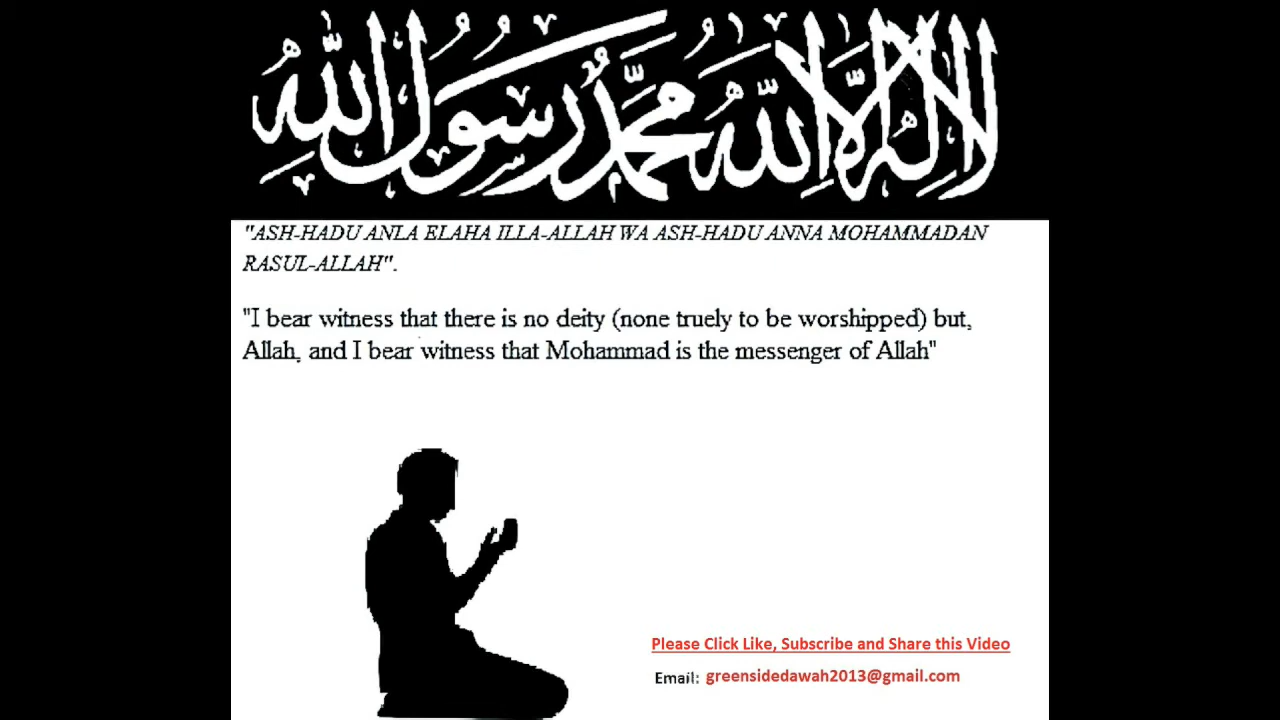 لا إله إلا الله محمد رسول الله
"ASH-HADU ANLA ELAHA ILLA-ALLAH WA ASH-HADU ANNA MOHAMMADAN
RASUL-ALLAH".
"I bear witness that there is no deity (none truely to be worshipped) but,
Allah, and I bear witness that Mohammad is the messenger of Allah"
Please Click Like, Subscribe and Share this Video
Email: greensidedawah2013@gmail.com